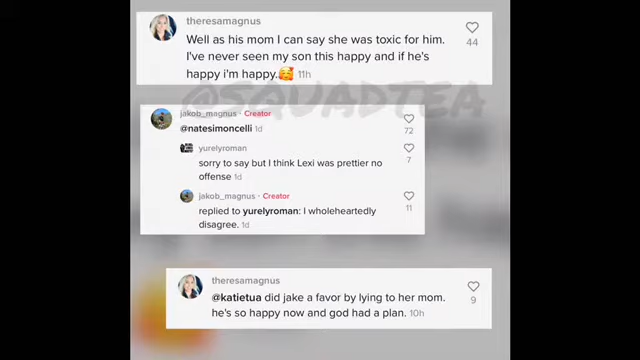 theresamagnus
Well as his mom I can say she was toxic for him.
I've never seen my son this happy and if he's
happy i'm happy.🥰 11h
44
@SQUADTEA
jakob_magnus · Creator
@natesimoncelli 1d
72
yurelyroman
sorry to say but I think Lexi was prettier no
offense 1d
7
jakob_magnus · Creator
replied to yurelyroman: I wholeheartedly
disagree. 1d
11
theresamagnus
@katietua did jake a favor by lying to her mom.
he's so happy now and god had a plan. 10h
9